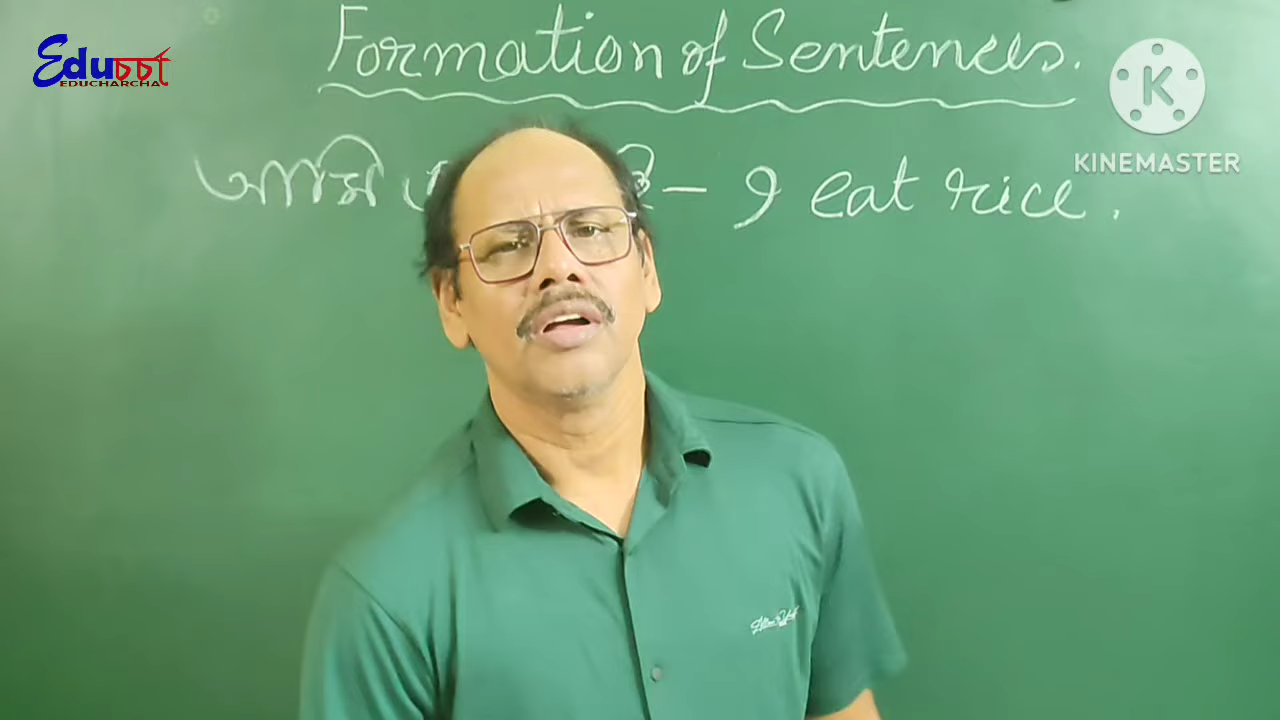 Formation of Sentences.
আমি – I eat rice.
Eduচর্চা
EDUCHARCHA
K
KINEMASTER